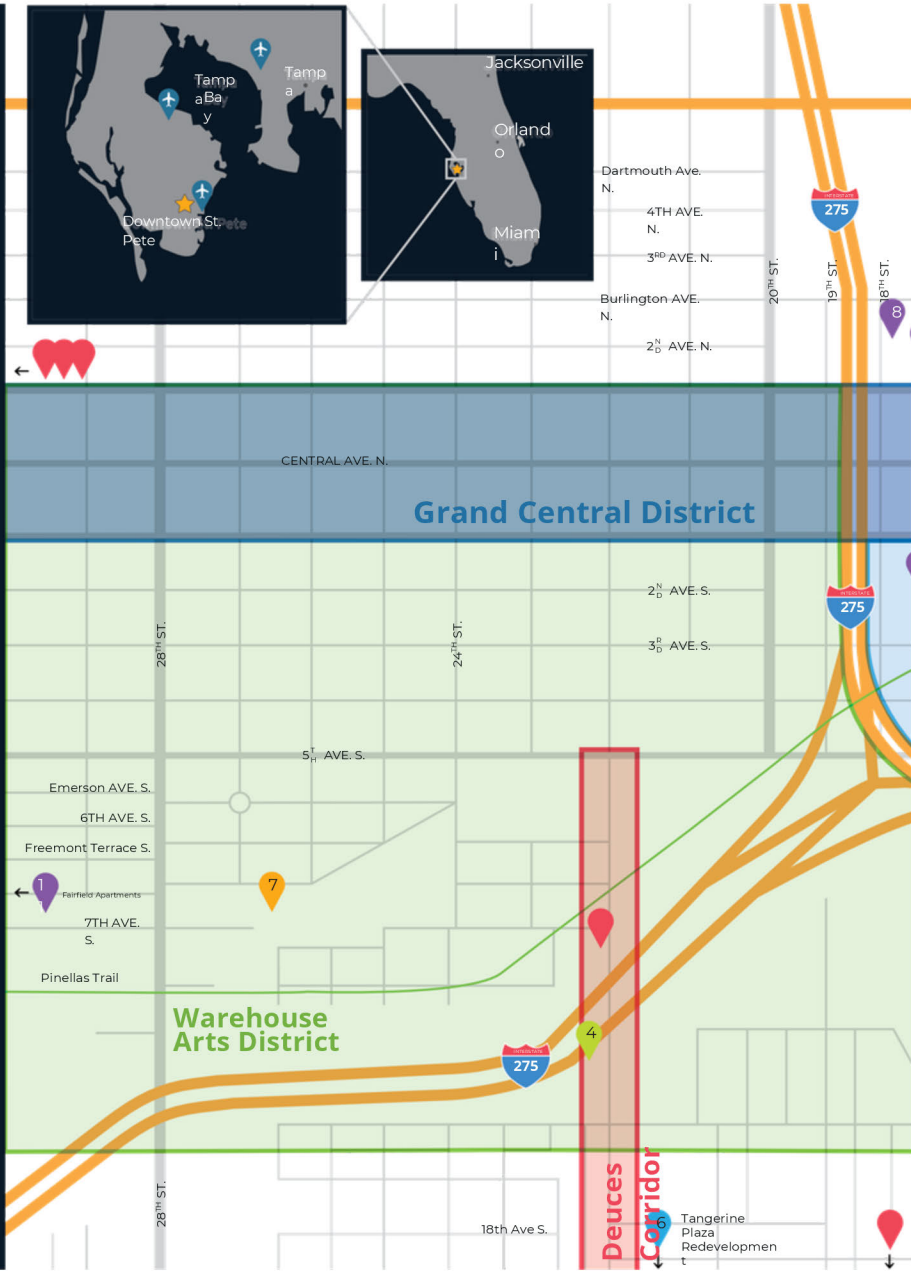 Jacksonville
Tamp
a Ba
y
Tamp
a
Orland
o
Downtown St.
Pete
Miam
i
Dartmouth Ave.
N.
4TH AVE.
N.
3RD AVE. N.
Burlington AVE.
N.
2ND AVE. N.
20TH ST.
19TH ST.
18TH ST.
INTERSTATE
275
8
CENTRAL AVE. N.
Grand Central District
2ND AVE. S.
INTERSTATE
275
3RD AVE. S.
28TH ST.
24TH ST.
5TH AVE. S.
Emerson AVE. S.
6TH AVE. S.
Freemont Terrace S.
1
Fairfield Apartments
7
7TH AVE.
S.
Pinellas Trail
Warehouse
Arts District
4
INTERSTATE
275
28TH ST.
Deuces
Corridor
18th Ave S.
6
Tangerine
Plaza
Redevelopmen
t